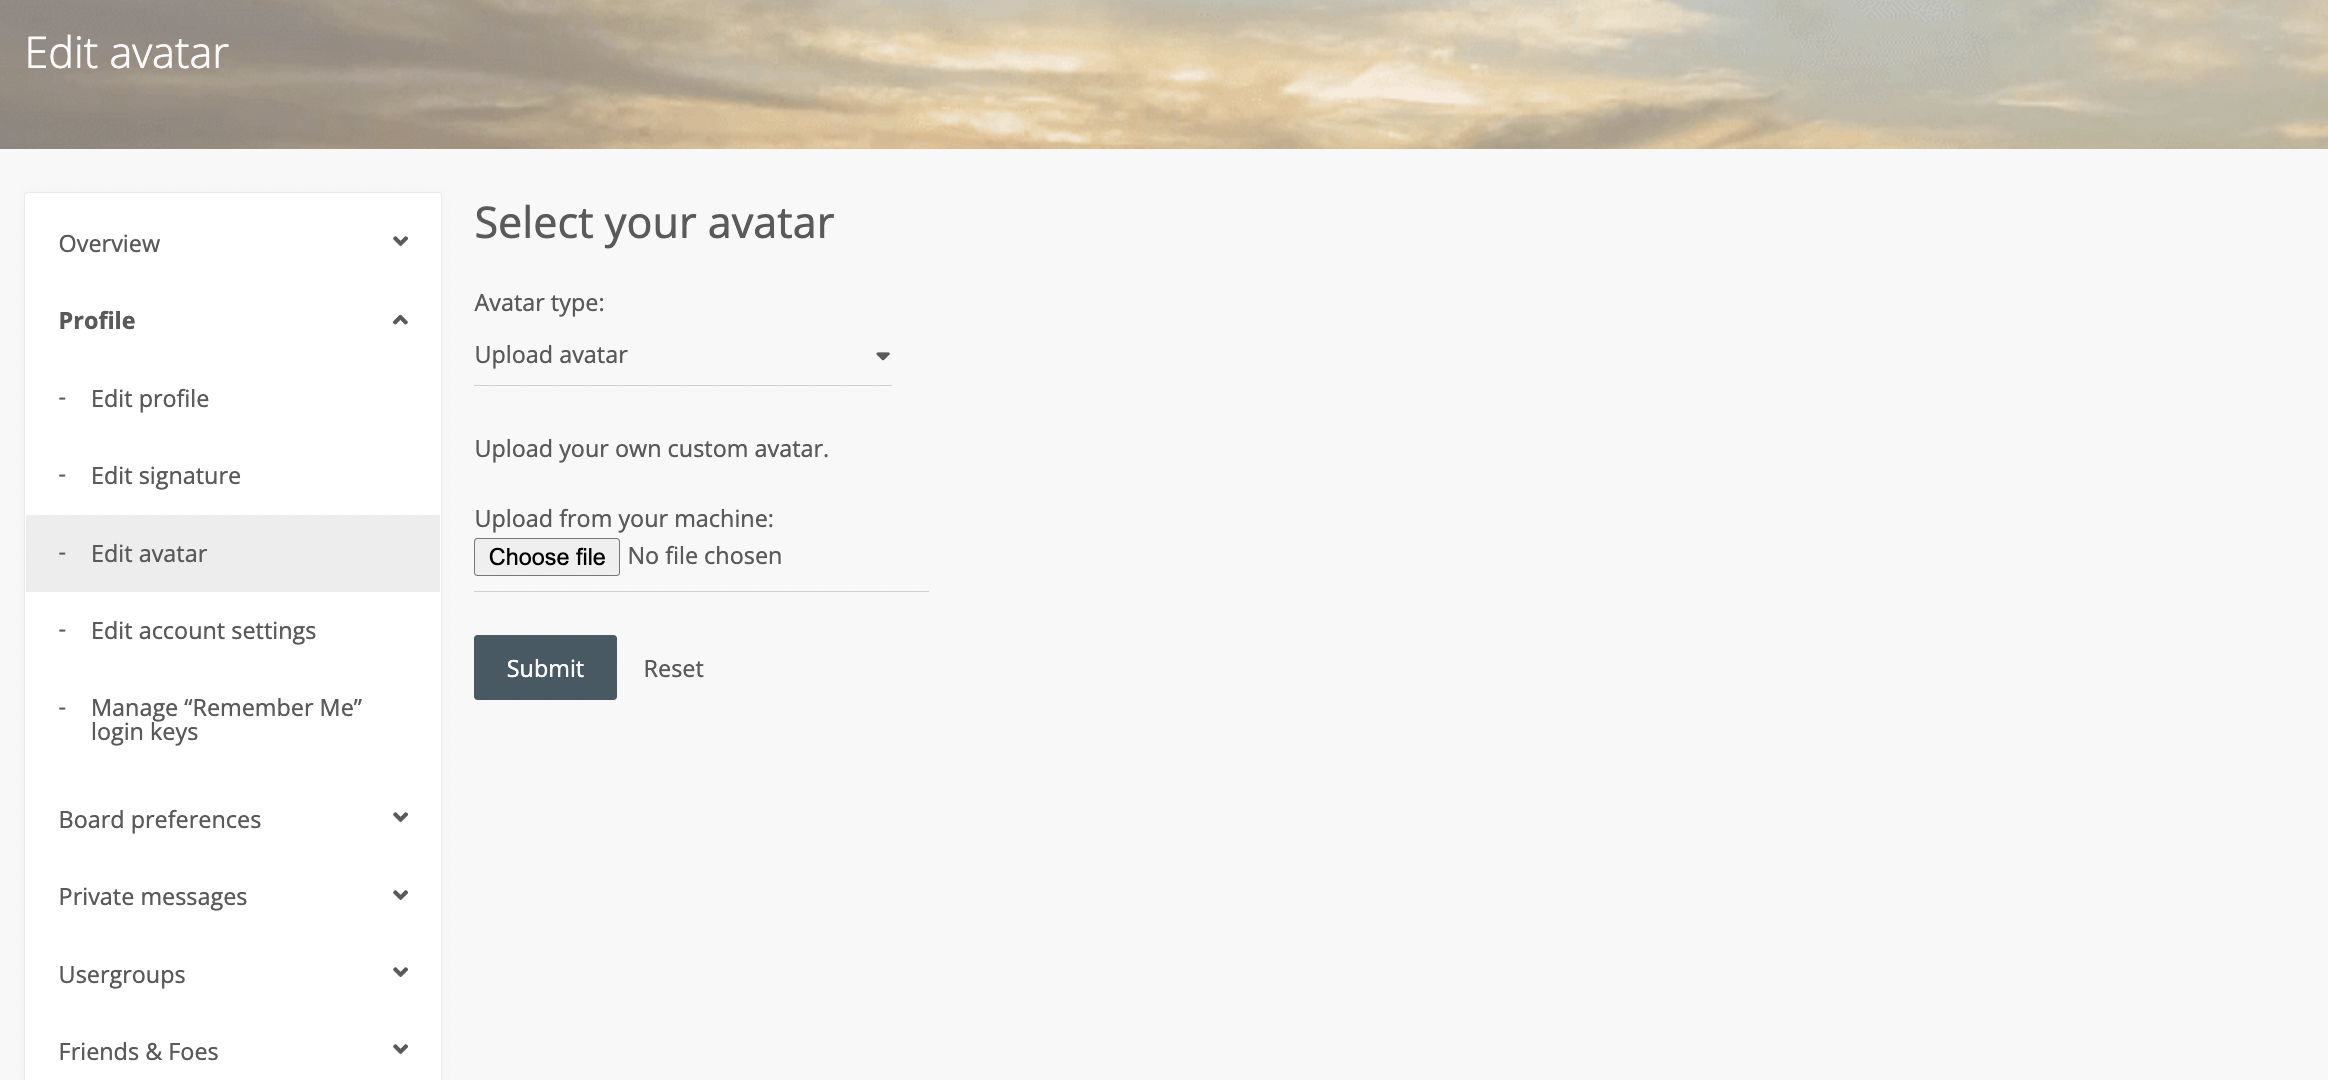 Edit avatar
Overview
Profile
- Edit profile
- Edit signature
- Edit avatar
- Edit account settings
- Manage “Remember Me”
login keys
Board preferences
Private messages
Usergroups
Friends & Foes
Select your avatar
Avatar type:
Upload avatar
Upload your own custom avatar.
Upload from your machine:
Choose file No file chosen
Submit Reset